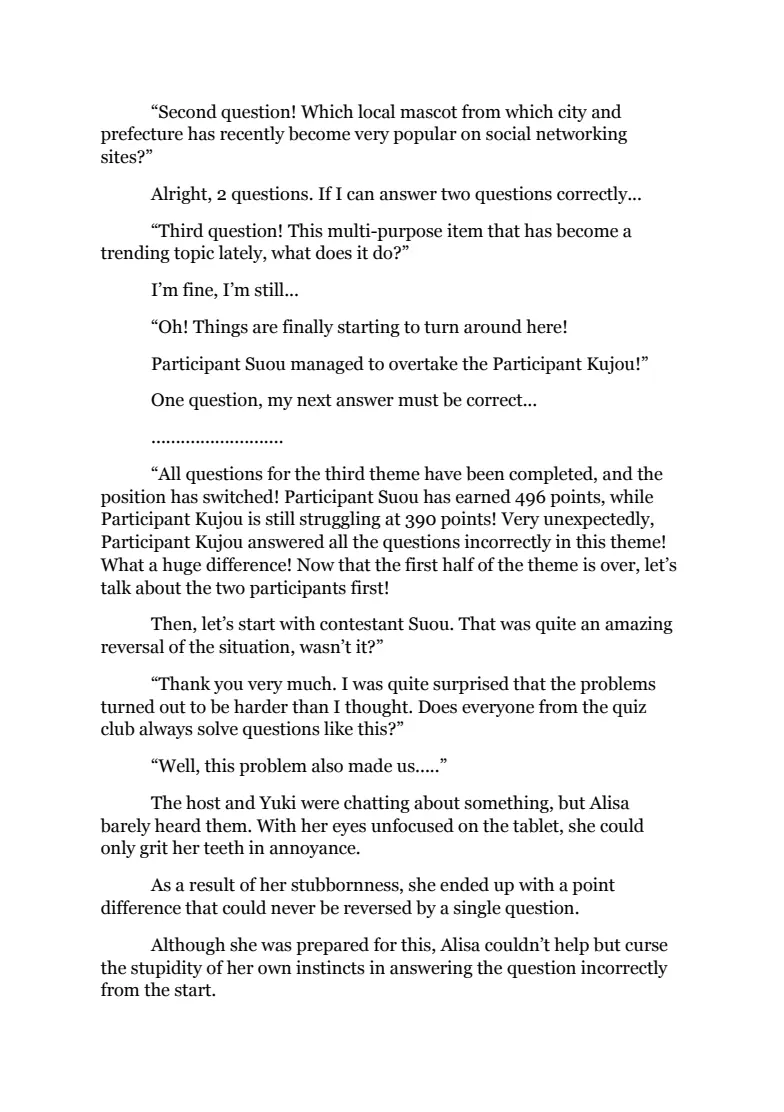 “Second question! Which local mascot from which city and
prefecture has recently become very popular on social networking
sites?”
Alright, 2 questions. If I can answer two questions correctly...
“Third question! This multi-purpose item that has become a
trending topic lately, what does it do?”
I’m fine, I’m still...
“Oh! Things are finally starting to turn around here!
Participant Suou managed to overtake the Participant Kujou!”
One question, my next answer must be correct...
...........................
“All questions for the third theme have been completed, and the
position has switched! Participant Suou has earned 496 points, while
Participant Kujou is still struggling at 390 points! Very unexpectedly,
Participant Kujou answered all the questions incorrectly in this theme!
What a huge difference! Now that the first half of the theme is over, let’s
talk about the two participants first!
Then, let’s start with contestant Suou. That was quite an amazing
reversal of the situation, wasn’t it?”
“Thank you very much. I was quite surprised that the problems
turned out to be harder than I thought. Does everyone from the quiz
club always solve questions like this?”
“Well, this problem also made us.....”
The host and Yuki were chatting about something, but Alisa
barely heard them. With her eyes unfocused on the tablet, she could
only grit her teeth in annoyance.
As a result of her stubbornness, she ended up with a point
difference that could never be reversed by a single question.
Although she was prepared for this, Alisa couldn’t help but curse
the stupidity of her own instincts in answering the question incorrectly
from the start.